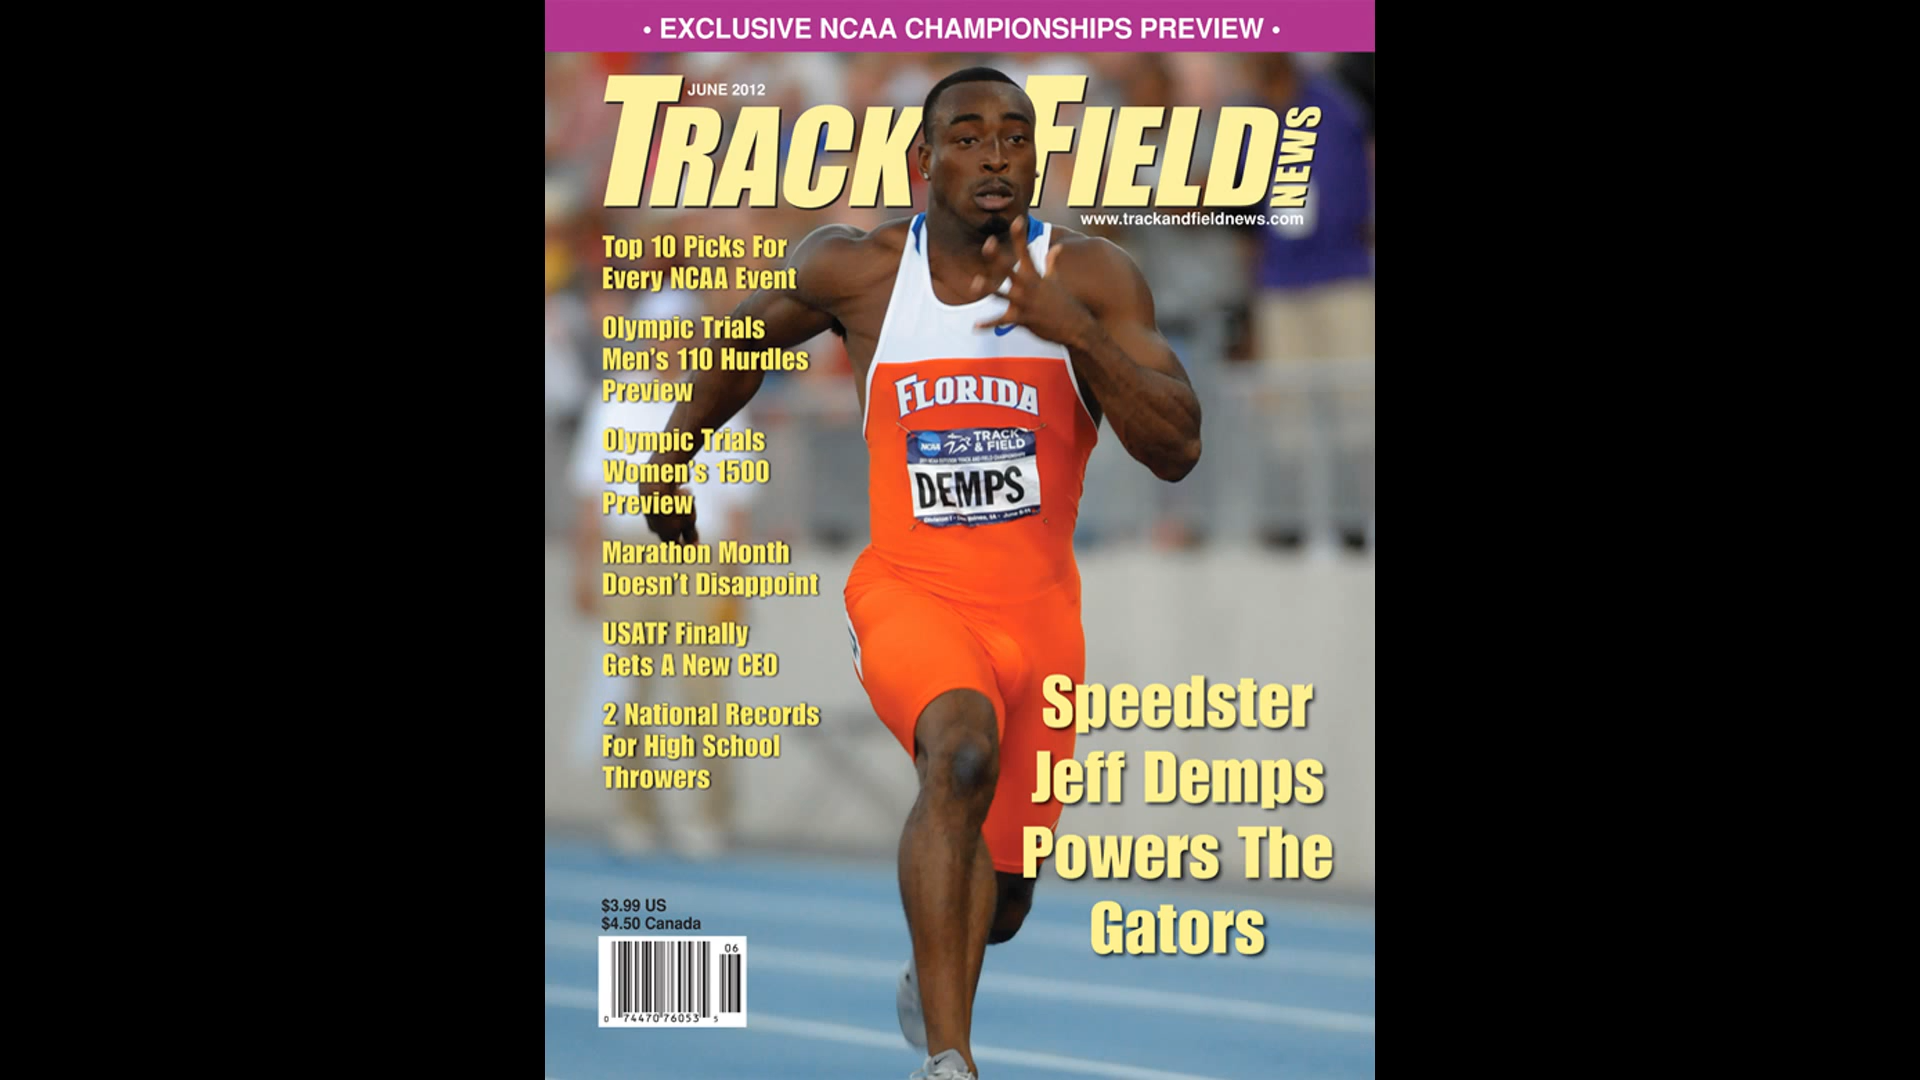 • EXCLUSIVE NCAA CHAMPIONSHIPS PREVIEW •
JUNE 2012
TRACK FIELD NEWS
www.trackandfieldnews.com
Top 10 Picks For
Every NCAA Event
Olympic Trials
Men's 110 Hurdles
Preview
Olympic Trials
Women's 1500
Preview
Marathon Month
Doesn't Disappoint
USATF Finally
Gets A New CEO
2 National Records
For High School
Throwers
FLORIDA
NCAA TRACK
& FIELD
DEMPS
Speedster
Jeff Demps
Powers The
Gators
$3.99 US
$4.50 Canada
06
0 74470 76053 5